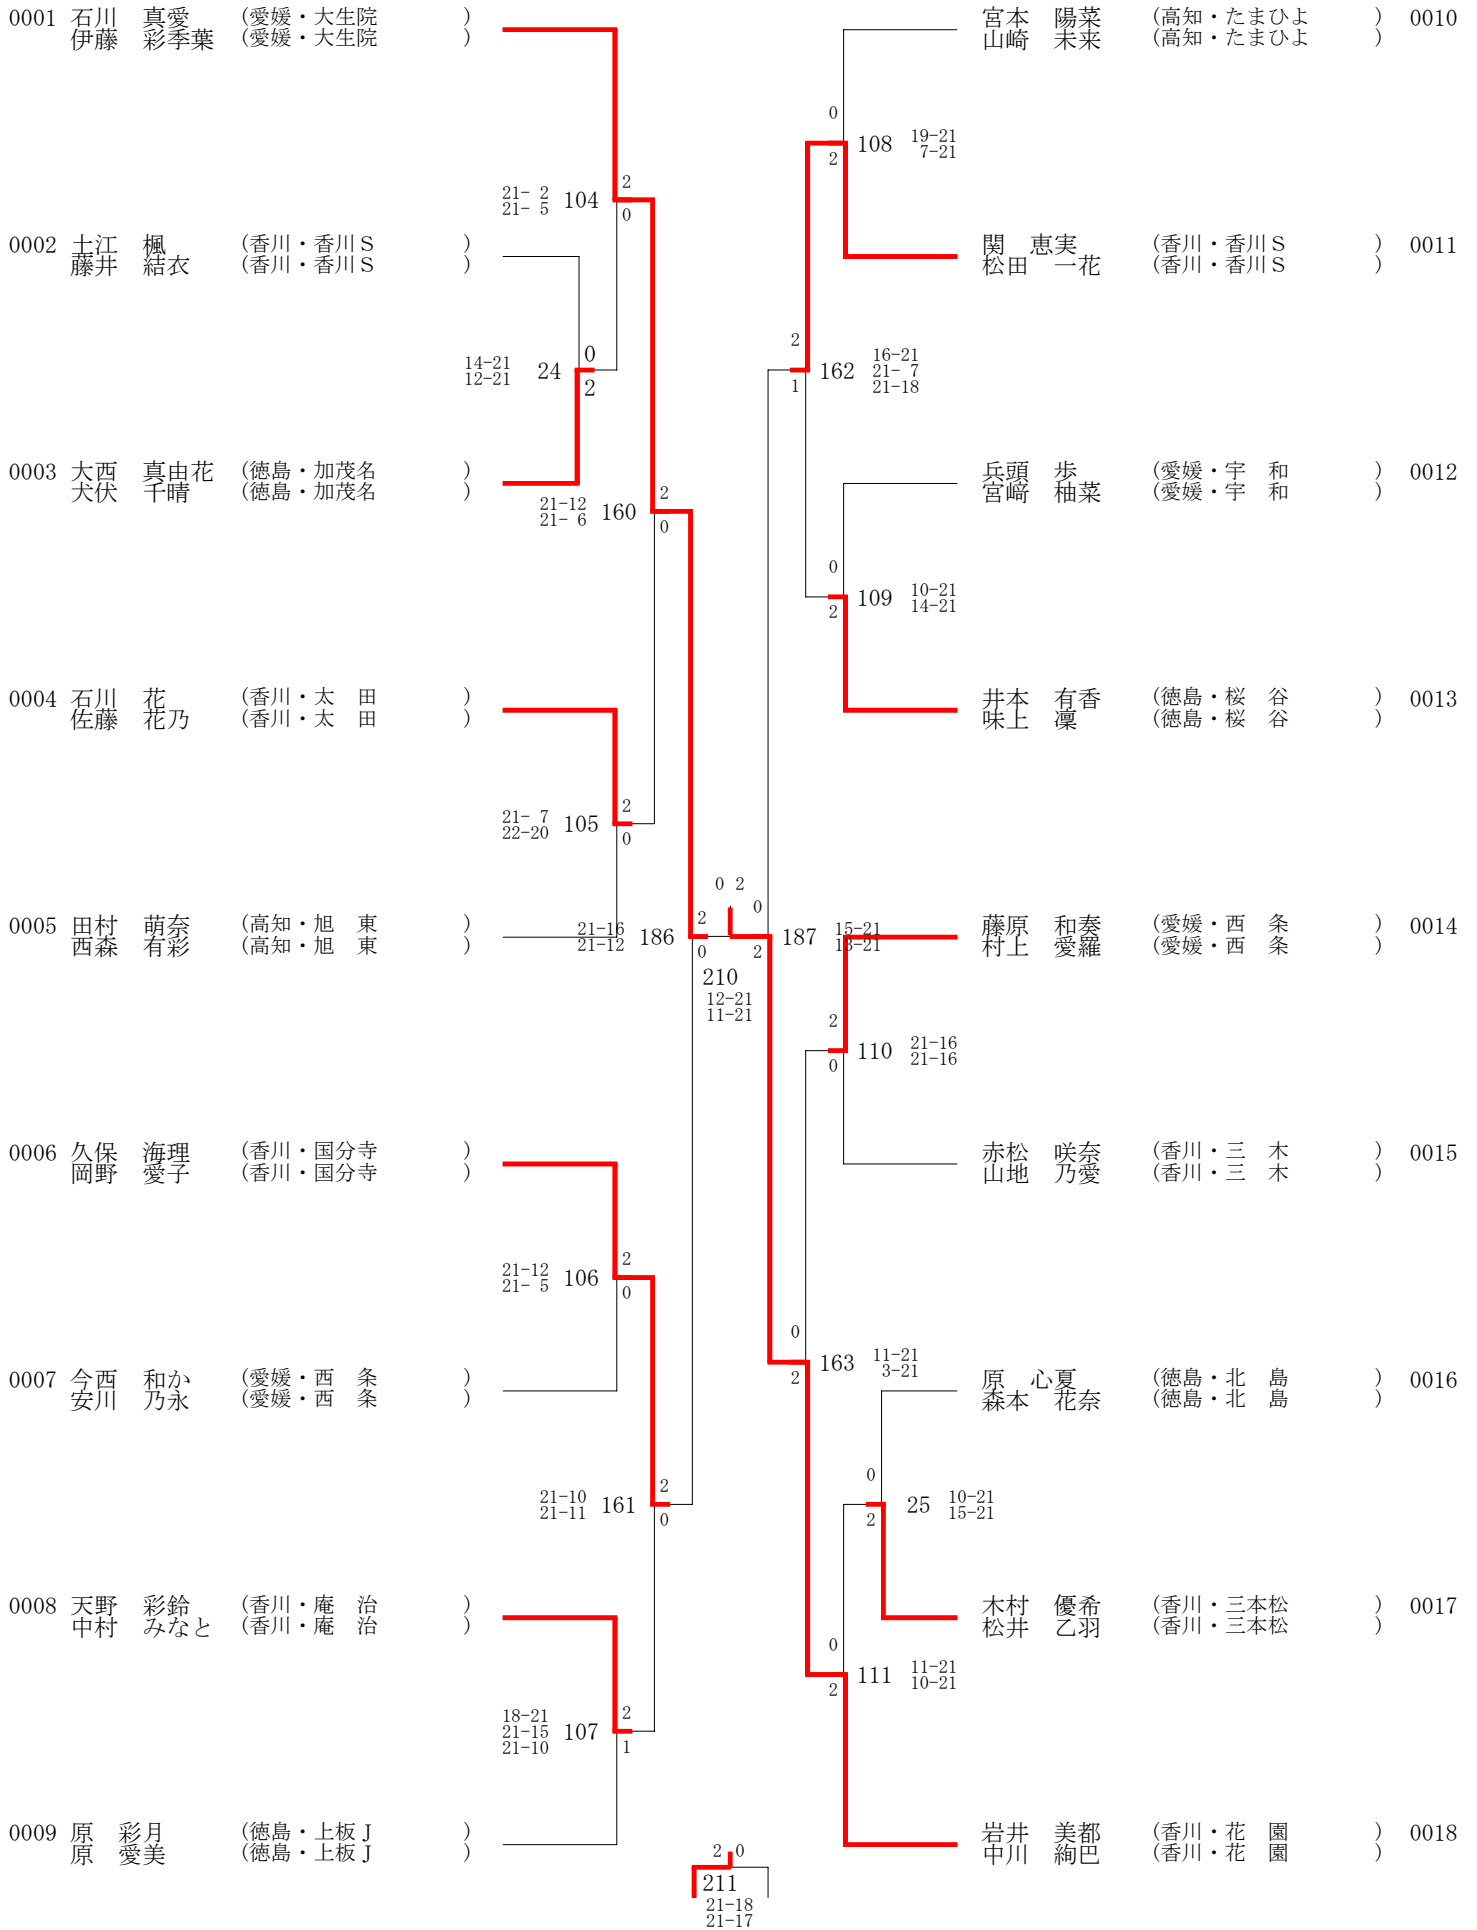 0001 石川　真愛 (愛媛・大生院 )
伊藤　彩季葉 (愛媛・大生院 )
宮本　陽菜 (高知・たまひよ ) 0010
山崎　未来 (高知・たまひよ )
0
108 19-21
7-21
2
2
21- 2
21- 5 104
0
0002 土江　楓 (香川・香川Ｓ )
藤井　結衣 (香川・香川Ｓ )
関　恵実 (香川・香川Ｓ ) 0011
松田　一花 (香川・香川Ｓ )
14-21
12-21 24
0
2
2
162 16-21
21- 7
21-18
1
0003 大西　真由花 (徳島・加茂名 )
犬伏　千晴 (徳島・加茂名 )
兵頭　歩 (愛媛・宇　和 ) 0012
宮崎　柚菜 (愛媛・宇　和 )
21-12
21- 6 160
2
0
0
109 10-21
14-21
2
0004 石川　花 (香川・太　田 )
佐藤　花乃 (香川・太　田 )
井本　有香 (徳島・桜　谷 ) 0013
味上　凜 (徳島・桜　谷 )
21- 7
22-20 105
2
0
0 2
0005 田村　萌奈 (高知・旭　東 )
西森　有彩 (高知・旭　東 )
21-16
21-12 186
2
0
0
2
187 15-21
18-21
藤原　和奏 (愛媛・西　条 ) 0014
村上　愛羅 (愛媛・西　条 )
210
12-21
11-21
2
110 21-16
21-16
0
0006 久保　海理 (香川・国分寺 )
岡野　愛子 (香川・国分寺 )
赤松　咲奈 (香川・三　木 ) 0015
山地　乃愛 (香川・三　木 )
21-12
21- 5 106
2
0
0
163 11-21
3-21
2
0007 今西　和か (愛媛・西　条 )
安川　乃永 (愛媛・西　条 )
原　心夏 (徳島・北　島 ) 0016
森本　花奈 (徳島・北　島 )
21-10
21-11 161
2
0
0
25 10-21
15-21
2
0008 天野　彩鈴 (香川・庵　治 )
中村　みなと (香川・庵　治 )
木村　優希 (香川・三本松 ) 0017
松井　乙羽 (香川・三本松 )
0
111 11-21
10-21
2
18-21
21-15
21-10 107
2
1
0009 原　彩月 (徳島・上板Ｊ )
原　愛美 (徳島・上板Ｊ )
岩井　美都 (香川・花　園 ) 0018
中川　絢巴 (香川・花　園 )
2 0
211
21-18
21-17